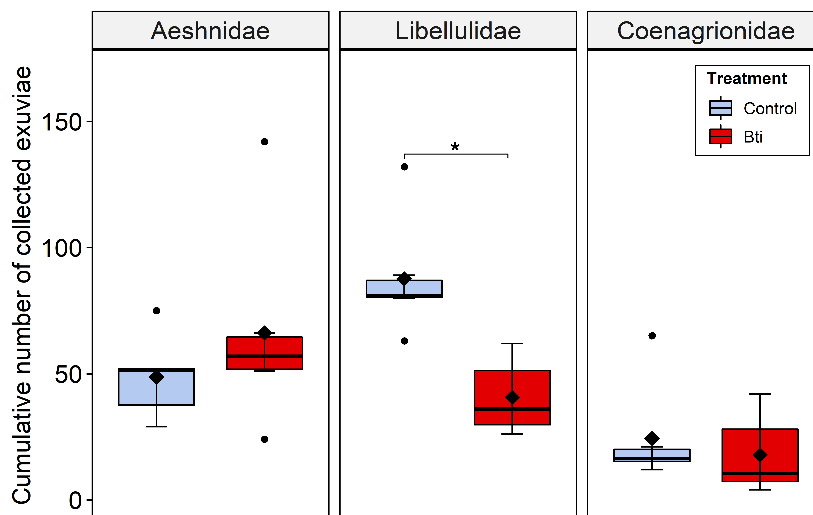 Aeshnidae
Libellulidae
Coenagrionidae
Cumulative number of collected exuviae
150
100
50
0
*
Treatment
Control
Bti